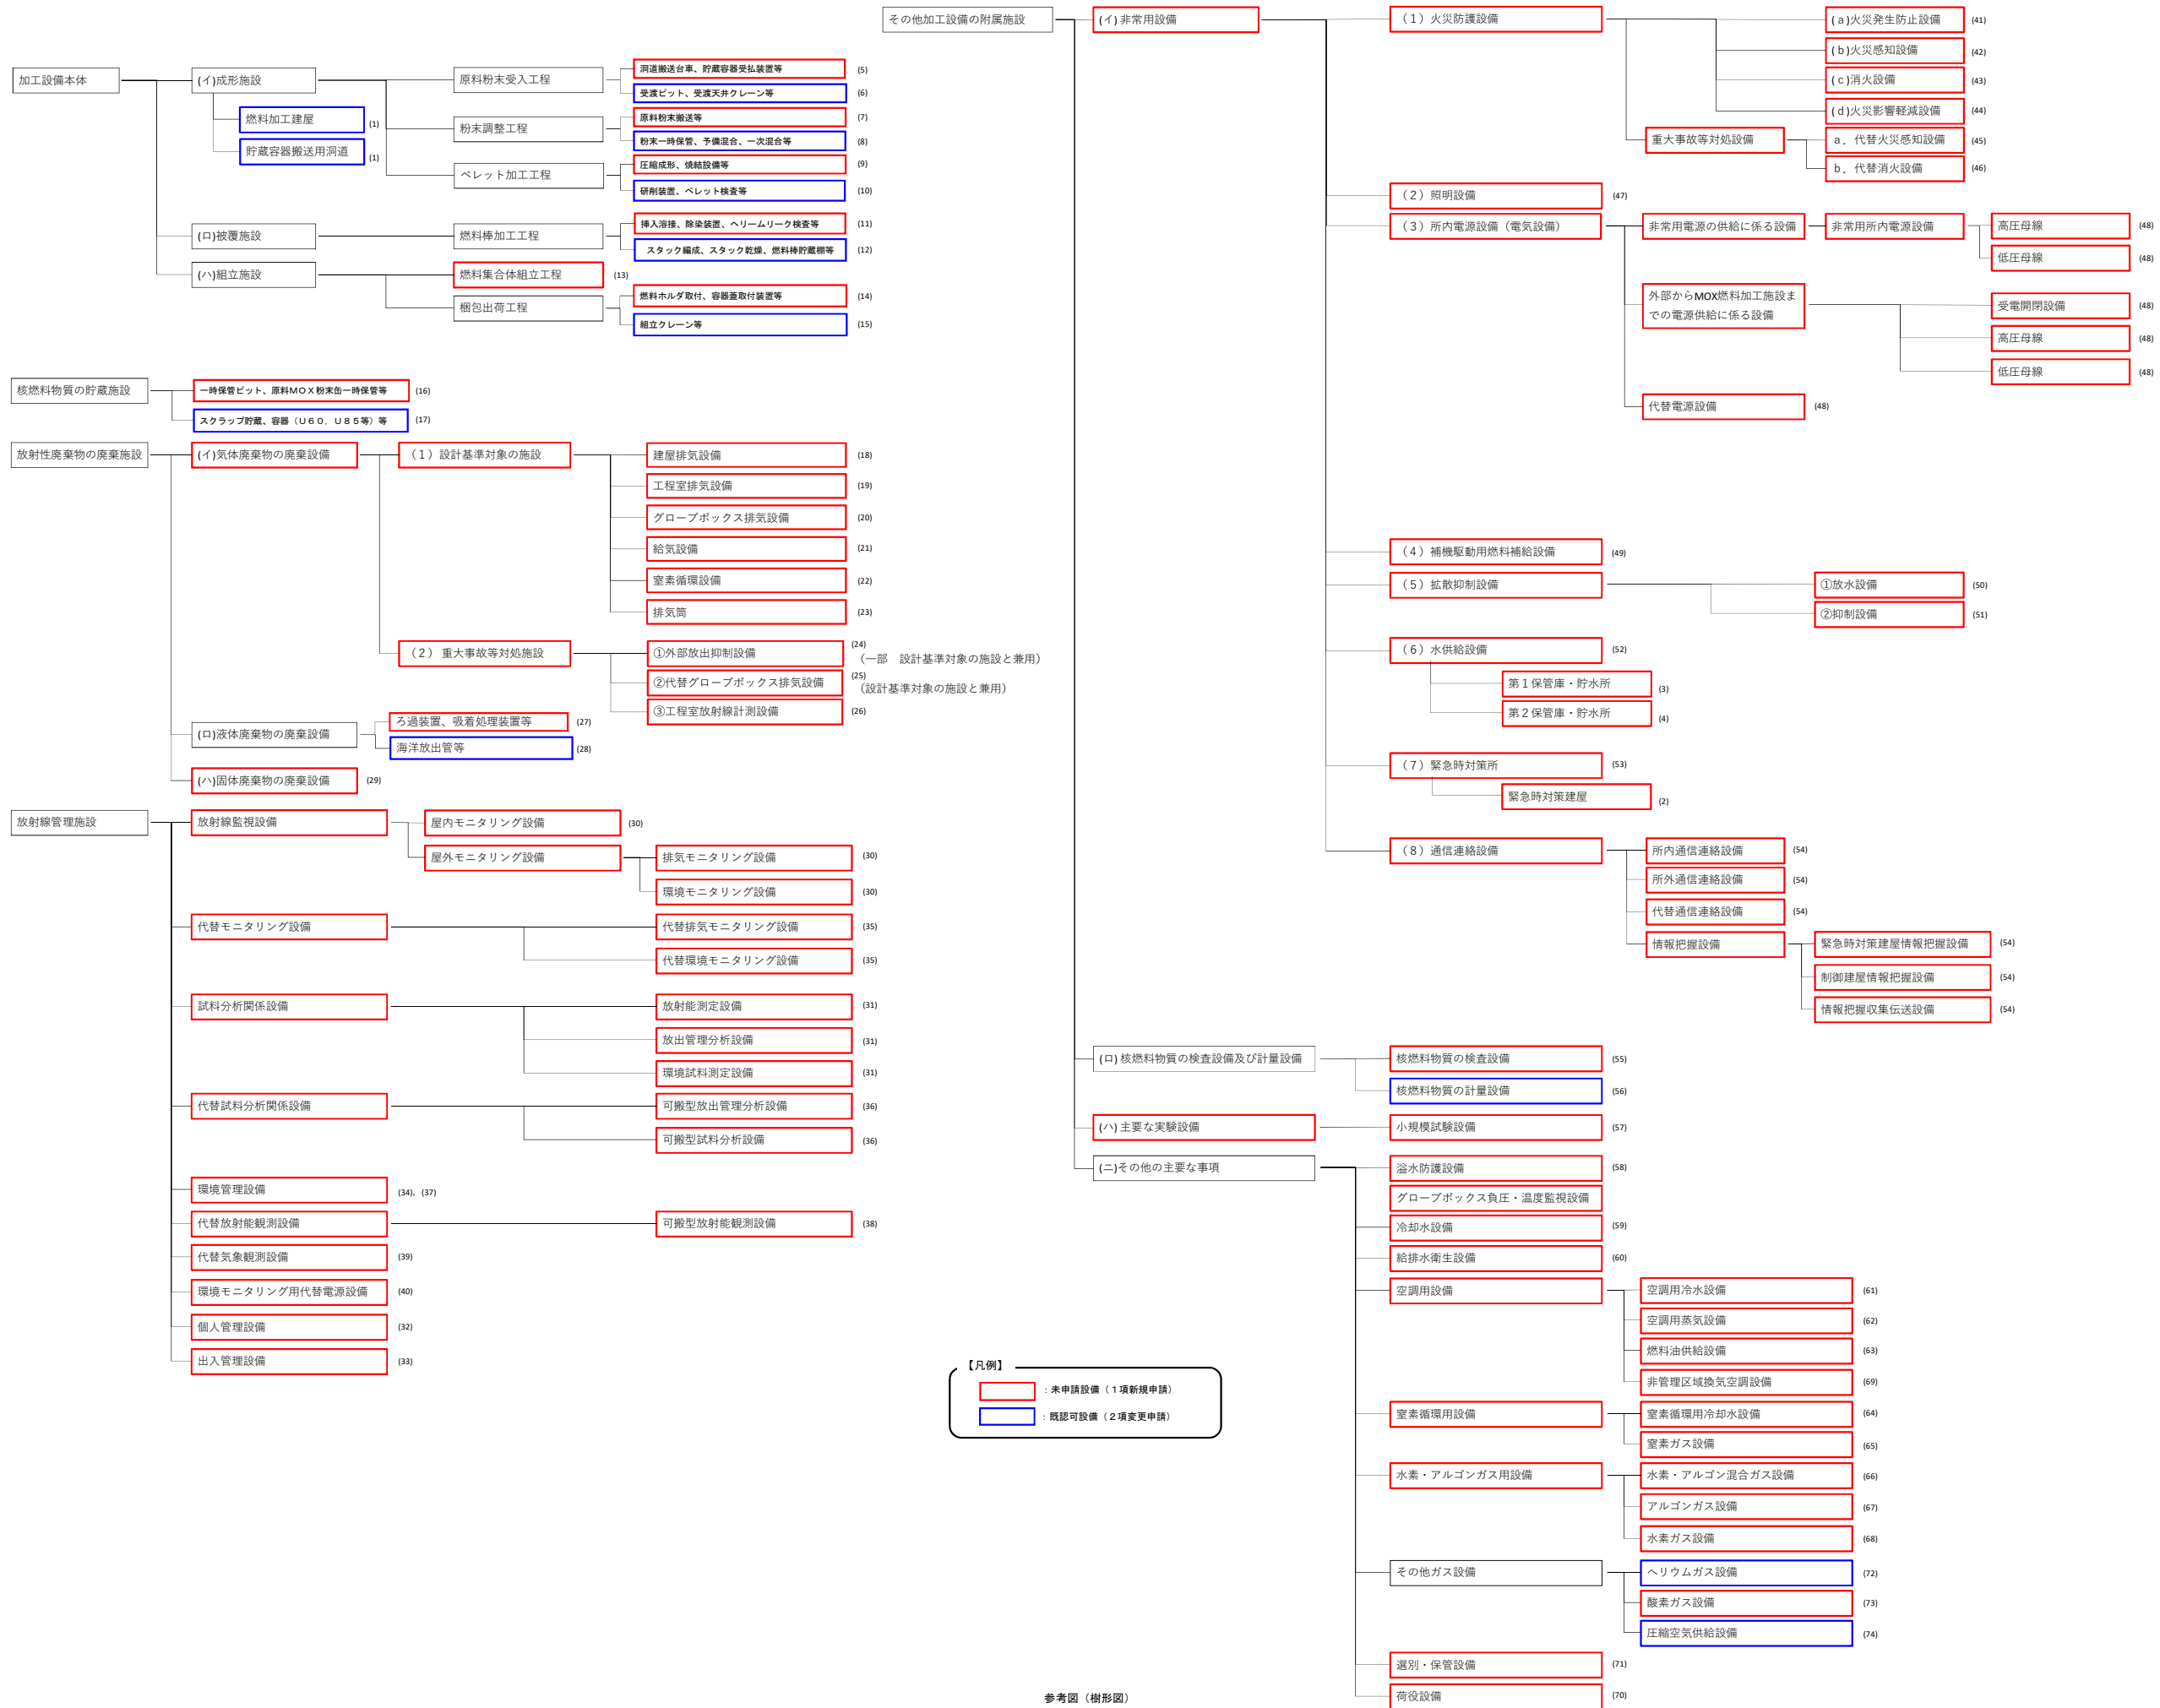 加工設備本体
(イ)成形施設
燃料加工建屋
(1)
貯蔵容器搬送用洞道
(1)
原料粉末受入工程
洞道搬送台車、貯蔵容器受払装置等
(5)
受渡ピット、受渡天井クレーン等
(6)
粉末調整工程
原料粉末搬送等
(7)
粉末一時保管、予備混合、一次混合等
(8)
ペレット加工工程
圧縮成形、焼結設備等
(9)
研削装置、ペレット検査等
(10)
(ロ)被覆施設
燃料棒加工工程
挿入溶接、除染装置、ヘリームリーク検査等
(11)
スタック編成、スタック乾燥、燃料棒貯蔵棚等
(12)
(ハ)組立施設
燃料集合体組立工程
(13)
梱包出荷工程
燃料ホルダ取付、容器蓋取付装置等
(14)
組立クレーン等
(15)
核燃料物質の貯蔵施設
一時保管ピット、原料ＭＯＸ粉末缶一時保管等
(16)
スクラップ貯蔵、容器（Ｕ６０．Ｕ８５等）等
(17)
放射性廃棄物の廃棄施設
(イ)気体廃棄物の廃棄設備
（１）設計基準対象の施設
建屋排気設備
(18)
工程室排気設備
(19)
グローブボックス排気設備
(20)
給気設備
(21)
窒素循環設備
(22)
排気筒
(23)
（２） 重大事故等対処施設
①外部放出抑制設備
(24)
（一部　設計基準対象の施設と兼用）
②代替グローブボックス排気設備
(25)
（設計基準対象の施設と兼用）
③工程室放射線計測設備
(26)
(ロ)液体廃棄物の廃棄設備
ろ過装置、吸着処理装置等
(27)
海洋放出管等
(28)
(ハ)固体廃棄物の廃棄設備
(29)
放射線管理施設
放射線監視設備
屋内モニタリング設備
(30)
屋外モニタリング設備
排気モニタリング設備
(30)
環境モニタリング設備
(30)
代替モニタリング設備
代替排気モニタリング設備
(35)
代替環境モニタリング設備
(35)
試料分析関係設備
放射能測定設備
(31)
放出管理分析設備
(31)
環境試料測定設備
(31)
代替試料分析関係設備
可搬型放出管理分析設備
(36)
可搬型試料分析設備
(36)
環境管理設備
(34)，(37)
代替放射能観測設備
可搬型放射能観測設備
(38)
代替気象観測設備
(39)
環境モニタリング用代替電源設備
(40)
個人管理設備
(32)
出入管理設備
(33)
その他加工設備の附属施設
(イ) 非常用設備
（１）火災防護設備
(ａ)火災発生防止設備
(41)
(ｂ)火災感知設備
(42)
(ｃ)消火設備
(43)
(ｄ)火災影響軽減設備
(44)
重大事故等対処設備
ａ．代替火災感知設備
(45)
ｂ．代替消火設備
(46)
（２）照明設備
(47)
（３）所内電源設備（電気設備）
非常用電源の供給に係る設備
非常用所内電源設備
高圧母線
(48)
低圧母線
(48)
外部からMOX燃料加工施設ま
での電源供給に係る設備
受電開閉設備
(48)
高圧母線
(48)
低圧母線
(48)
代替電源設備
(48)
（４）補機駆動用燃料補給設備
(49)
（５）拡散抑制設備
①放水設備
(50)
②抑制設備
(51)
（６）水供給設備
(52)
第１保管庫・貯水所
(3)
第２保管庫・貯水所
(4)
（７）緊急時対策所
(53)
緊急時対策建屋
(2)
（８）通信連絡設備
所内通信連絡設備
(54)
所外通信連絡設備
(54)
代替通信連絡設備
(54)
情報把握設備
緊急時対策建屋情報把握設備
(54)
制御建屋情報把握設備
(54)
情報把握収集伝送設備
(54)
(ロ) 核燃料物質の検査設備及び計量設備
核燃料物質の検査設備
(55)
核燃料物質の計量設備
(56)
(ハ) 主要な実験設備
小規模試験設備
(57)
(ニ)その他の主要な事項
溢水防護設備
(58)
グローブボックス負圧・温度監視設備
冷却水設備
(59)
給排水衛生設備
(60)
空調用設備
空調用冷水設備
(61)
空調用蒸気設備
(62)
燃料油供給設備
(63)
非管理区域換気空調設備
(69)
窒素循環用設備
窒素循環用冷却水設備
(64)
窒素ガス設備
(65)
水素・アルゴンガス用設備
水素・アルゴン混合ガス設備
(66)
アルゴンガス設備
(67)
水素ガス設備
(68)
その他ガス設備
ヘリウムガス設備
(72)
酸素ガス設備
(73)
圧縮空気供給設備
(74)
選別・保管設備
(71)
荷役設備
(70)
【凡例】
：未申請設備（１項新規申請）
：既認可設備（２項変更申請）
参考図（樹形図）